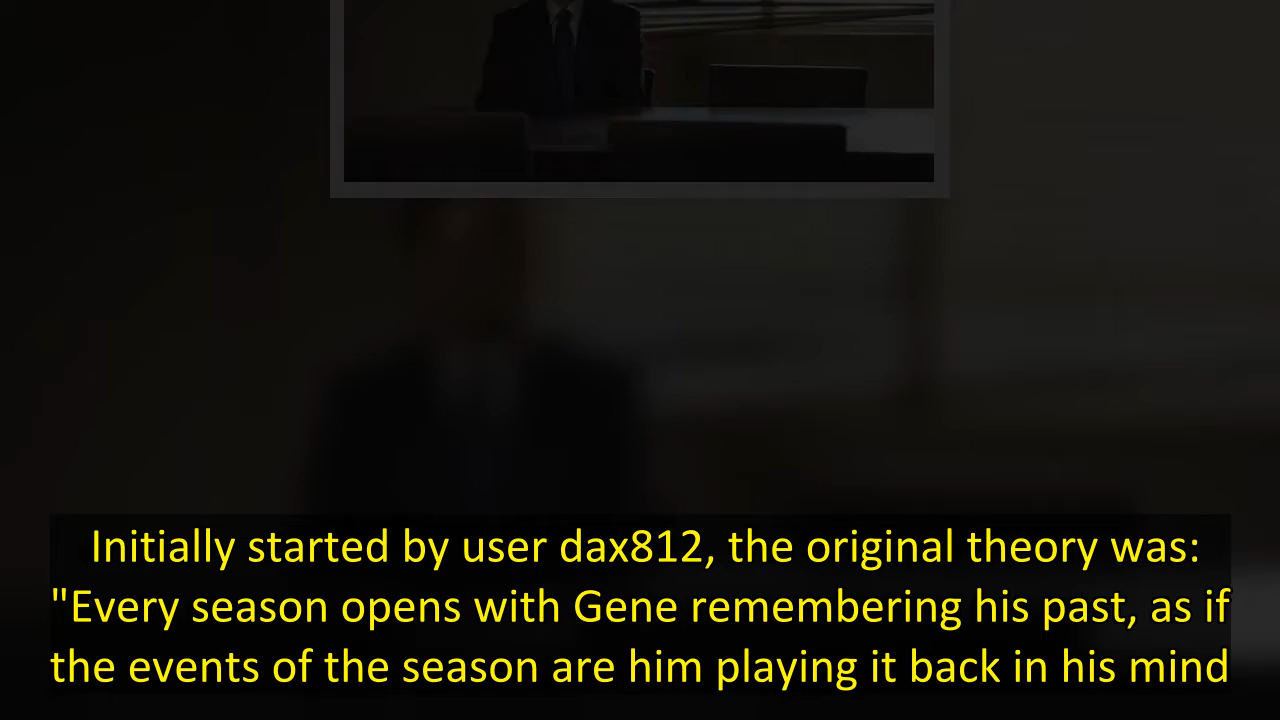 Initially started by user dax812, the original theory was:
"Every season opens with Gene remembering his past, as if
the events of the season are him playing it back in his mind